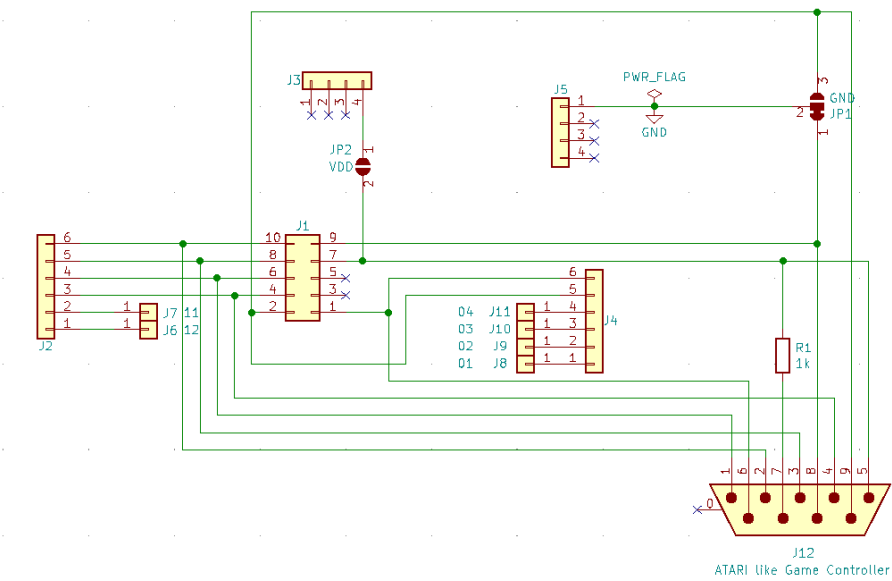 PWR_FLAG
J3
1 2 3 4
J5
1
2
3
4
GND
3
GND
2
JP1
1
JP2
1
VDD
2
J1
6
5
4
3
2
1
J2
10
8
6
4
2
9
7
5
3
1
1
J7 11
1
J6 12
6
5
04 J11 1 4
03 J10 1 3
02 J9 1 2
01 J8 1 1
J4
R1
1k
1 6 2 7 3 8 4 9 5
0
J12
ATARI like Game Controller